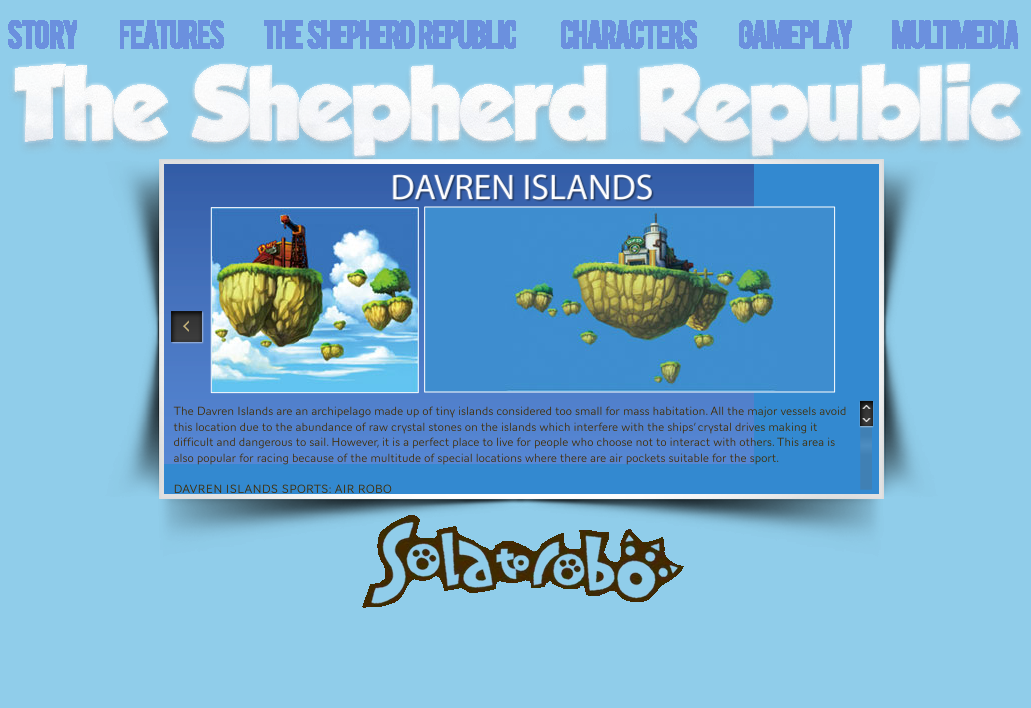 STORY FEATURES THE SHEPHERD REPUBLIC CHARACTERS GAMEPLAY MULTIMEDIA
The Shepherd Republic
DAVREN ISLANDS
The Davren Islands are an archipelago made up of tiny islands considered too small for mass habitation. All the major vessels avoid
this location due to the abundance of raw crystal stones on the islands which interfere with the ships' crystal drives making it
difficult and dangerous to sail. However, it is a perfect place to live for people who choose not to interact with others. This area is
also popular for racing because of the multitude of special locations where there are air pockets suitable for the sport.
DAVREN ISLANDS SPORTS: AIR ROBO
Solatorobo